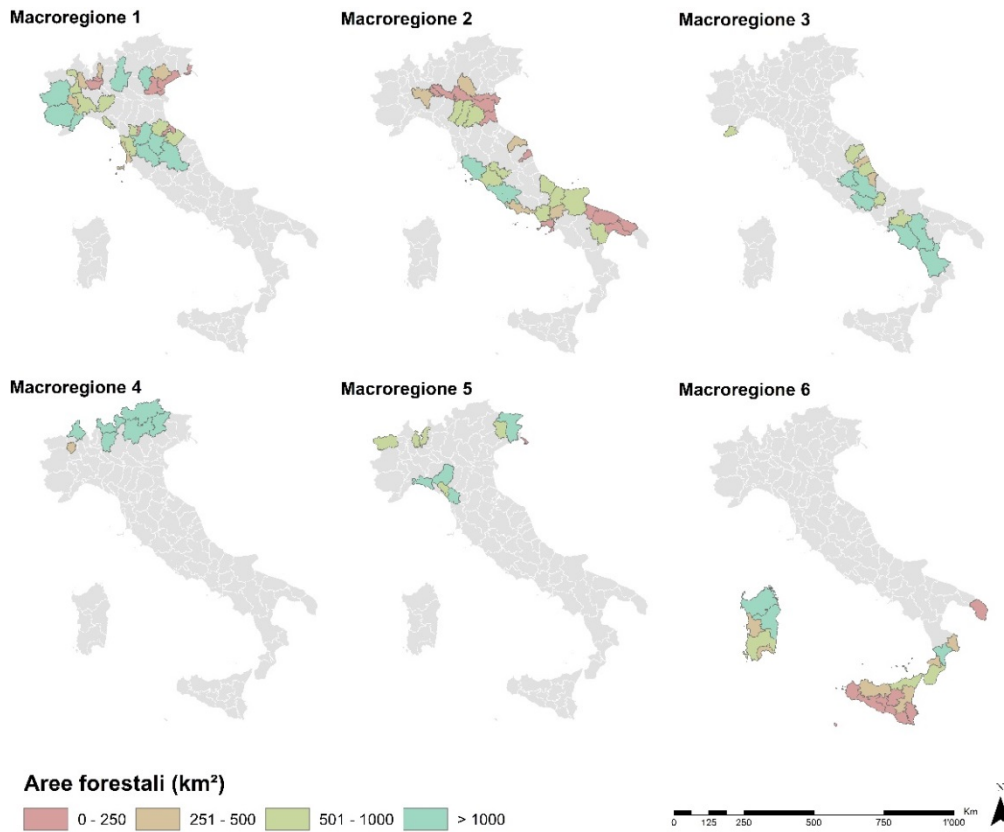 Macroregione 1
Macroregione 2
Macroregione 3
Macroregione 4
Macroregione 5
Macroregione 6
Aree forestali (km²)
0 - 250
251 - 500
501 - 1000
> 1000
Km
0 125 250 500 750 1'000
N